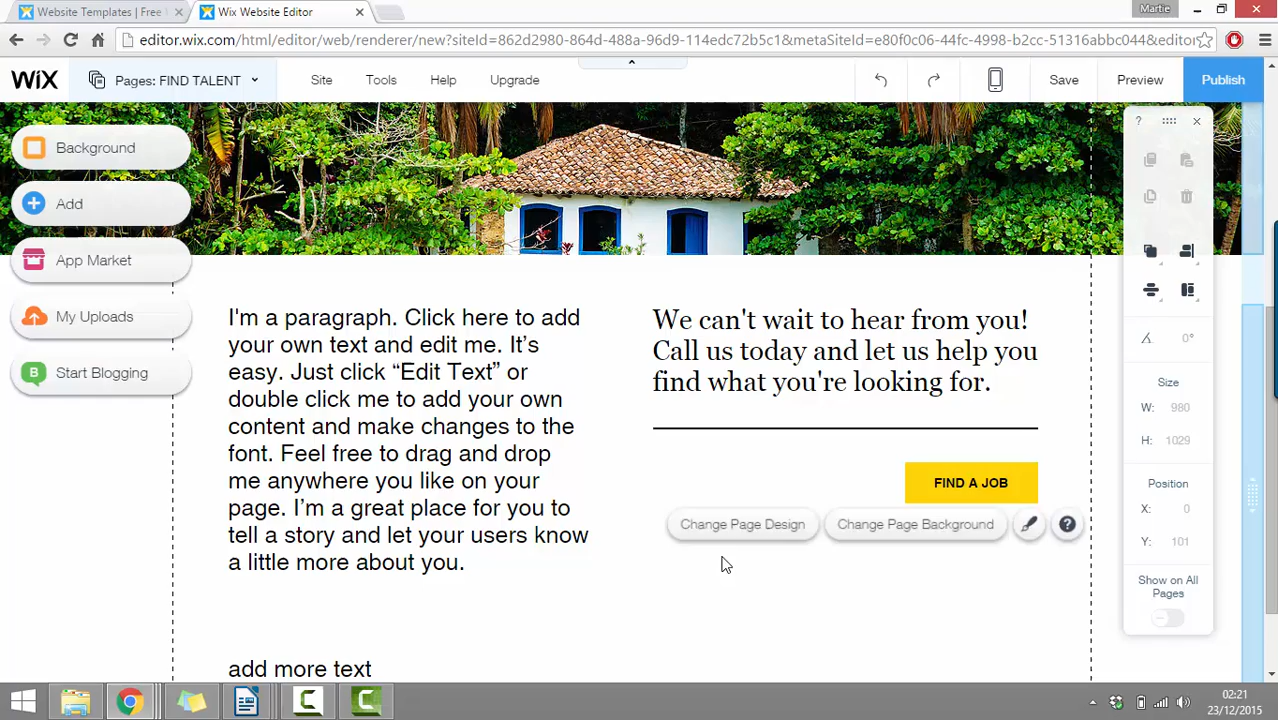 Website Templates | Free
Wix Website Editor
Martie
editor.wix.com/html/editor/web/renderer/new?siteId=862d2980-864d-488a-96d9-114edc72b5c1&metaSiteId=e80f0c06-44fc-4998-b2cc-51316abbc044&editor
WiX
Pages: FIND TALENT
Site
Tools
Help
Upgrade
Save
Preview
Publish
Background
Add
App Market
My Uploads
Start Blogging
I'm a paragraph. Click here to add
your own text and edit me. It's
easy. Just click “Edit Text” or
double click me to add your own
content and make changes to the
font. Feel free to drag and drop
me anywhere you like on your
page. I’m a great place for you to
tell a story and let your users know
a little more about you.
add more text
We can't wait to hear from you!
Call us today and let us help you
find what you're looking for.
FIND A JOB
Change Page Design
Change Page Background
?
?
0°
Size
W: 980
H: 1029
Position
X: 0
Y: 101
Show on All
Pages
02:21
23/12/2015